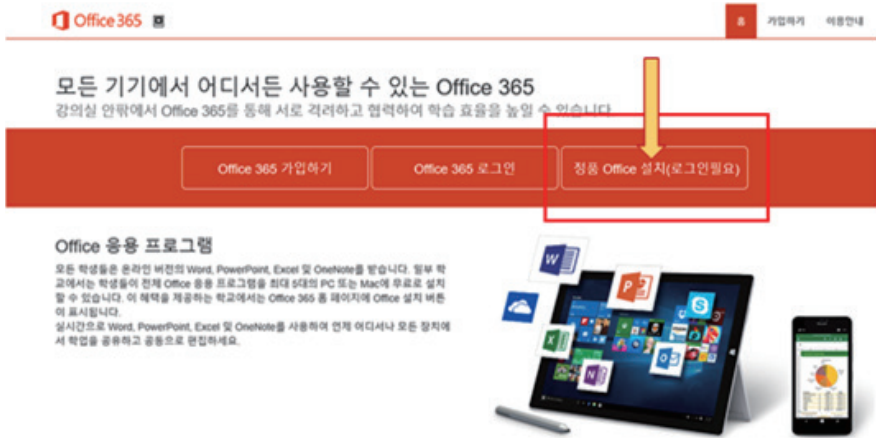 Office 365
홈 가입하기 이용안내
모든 기기에서 어디서든 사용할 수 있는 Office 365
강의실 안팎에서 Office 365를 통해 서로 격려하고 협력하여 학습 효율을 높일 수 있습니다
Office 365 가입하기 Office 365 로그인 정품 Office 설치(로그인필요)
Office 응용 프로그램
모든 학생들은 온라인 버전의 Word, PowerPoint, Excel 및 OneNote를 받습니다. 일부 학
교에서는 학생들이 전체 Office 응용 프로그램을 최대 5대의 PC 또는 Mac에 무료로 설치
할 수 있습니다. 이 혜택을 제공하는 학교에서는 Office 365 홈 페이지에 Office 설치 버튼
이 표시됩니다.
실시간으로 Word, PowerPoint, Excel 및 OneNote를 사용하여 언제 어디서나 모든 장치에
서 학업을 공유하고 공동으로 편집하세요.